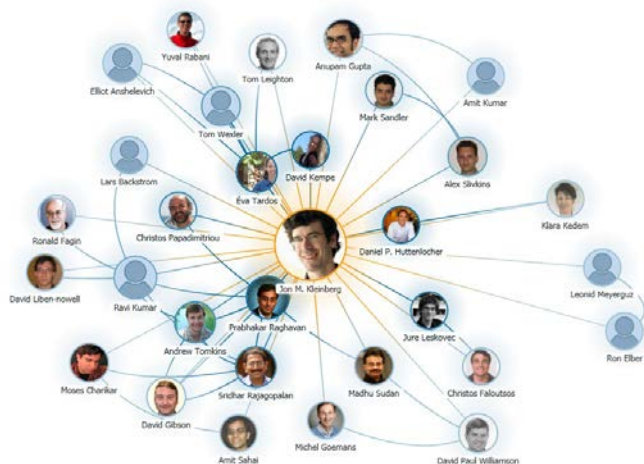 Yuval Rabani
Tom Leighton
Anupam Gupta
Elliot Anshelevich
Amit Kumar
Mark Sandler
Tom Wexler
Lars Backstrom
David Kempe
Alex Slivkins
Éva Tardos
Klara Kedem
Christos Papadimitriou
Ronald Fagin
Daniel P. Huttenlocher
Jon M. Kleinberg
David Liben-nowell
Ravi Kumar
Leonid Meyerguz
Prabhakar Raghavan
Jure Leskovec
Andrew Tomkins
Ron Elber
Moses Charikar
Sridhar Rajagopalan
Madhu Sudan
Christos Faloutsos
David Gibson
Michel Goemans
Amit Sahai
David Paul Williamson